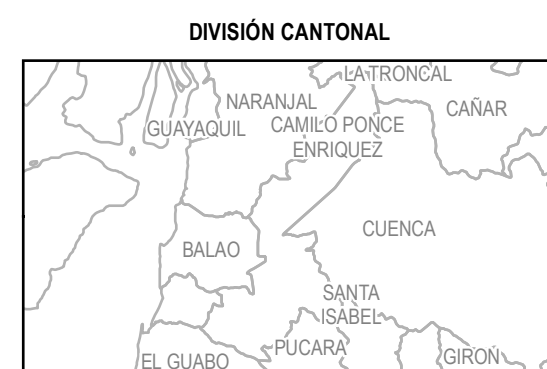 DIVISIÓN CANTONAL
LA TRONCAL
NARANJAL
CAÑAR
GUAYAQUIL
CAMILO PONCE
ENRIQUEZ
CUENCA
BALAO
SANTA
ISABEL
PUCARA
GIRON
EL GUABO